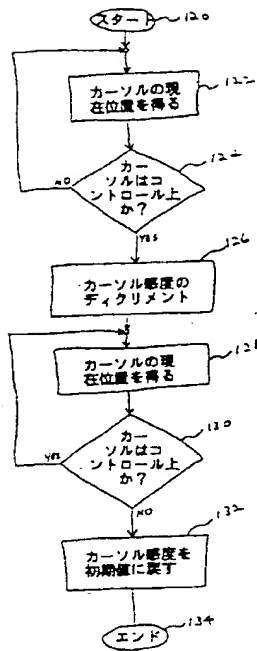 スタート
120
カーソルの現
在位置を得る
122
カー
ソルはコ
ントロール上
か?
124
NO
YES
カーソル感度の
ディクリメント
126
カーソルの現
在位置を得る
128
カー
ソルはコ
ントロール上
か?
130
YES
NO
カーソル感度を
初期値に戻す
132
エンド
134